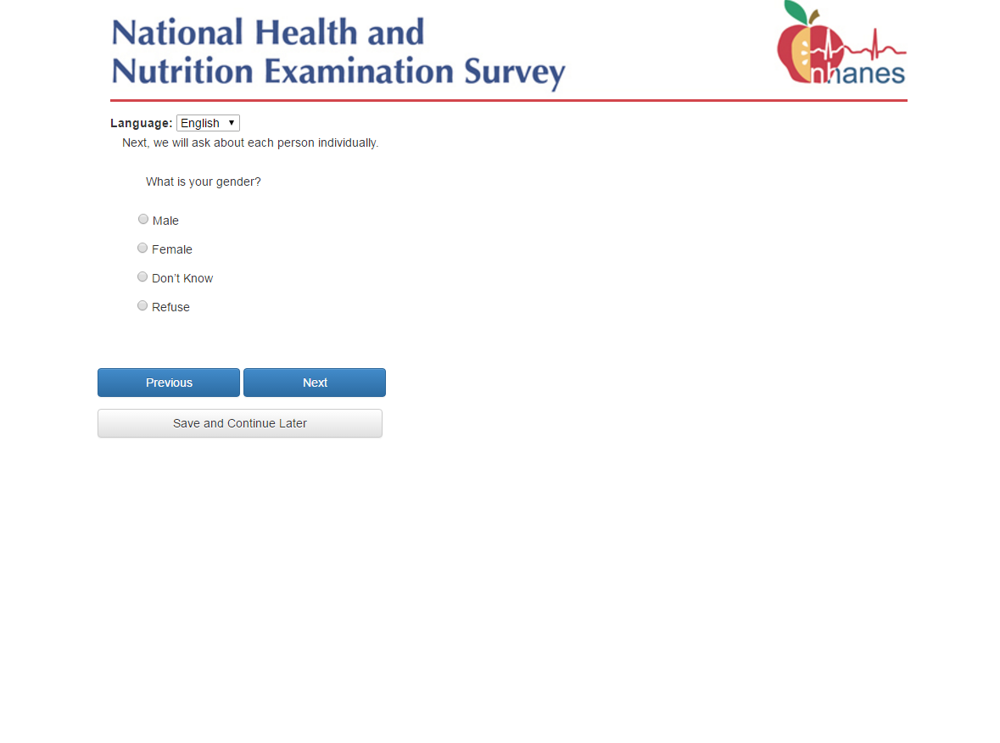 National Health and
Nutrition Examination Survey
nhanes
Language: English
Next, we will ask about each person individually.
What is your gender?
Male
Female
Don't Know
Refuse
Previous Next
Save and Continue Later